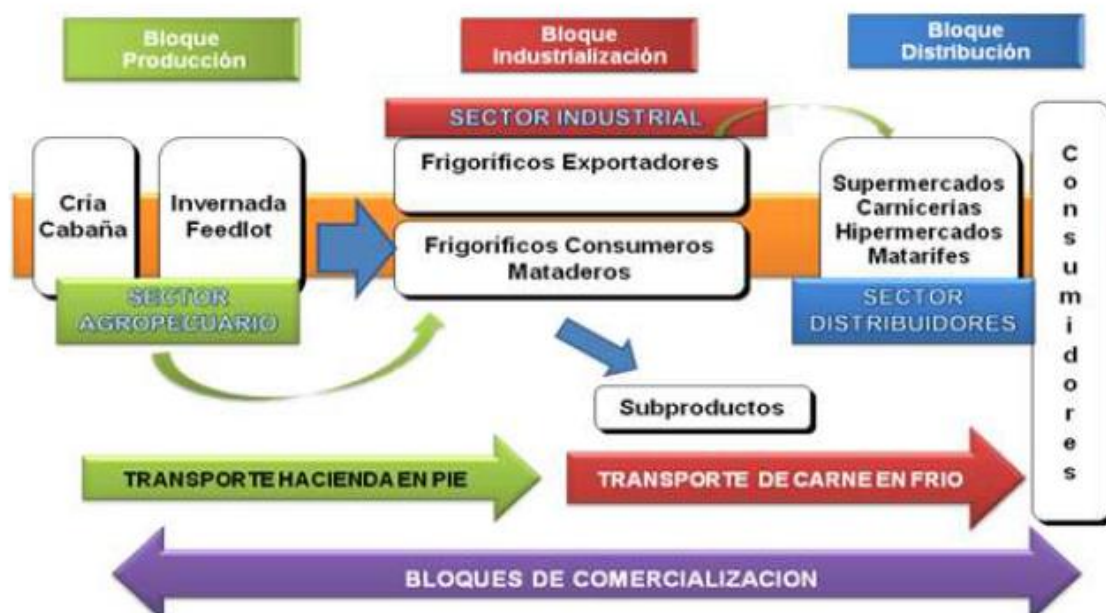 Bloque
Producción
Bloque
Industrialización
Bloque
Distribución
SECTOR INDUSTRIAL
Cría
Cabaña
Invernada
Feedlot
SECTOR
AGROPECUARIO
Frigoríficos Exportadores
Frigoríficos Consumeros
Mataderos
Supermercados
Carnicerías
Hipermercados
Matarifes
SECTOR
DISTRIBUIDORES
Consumidores
Subproductos
TRANSPORTE HACIENDA EN PIE
TRANSPORTE DE CARNE EN FRIO
BLOQUES DE COMERCIALIZACION